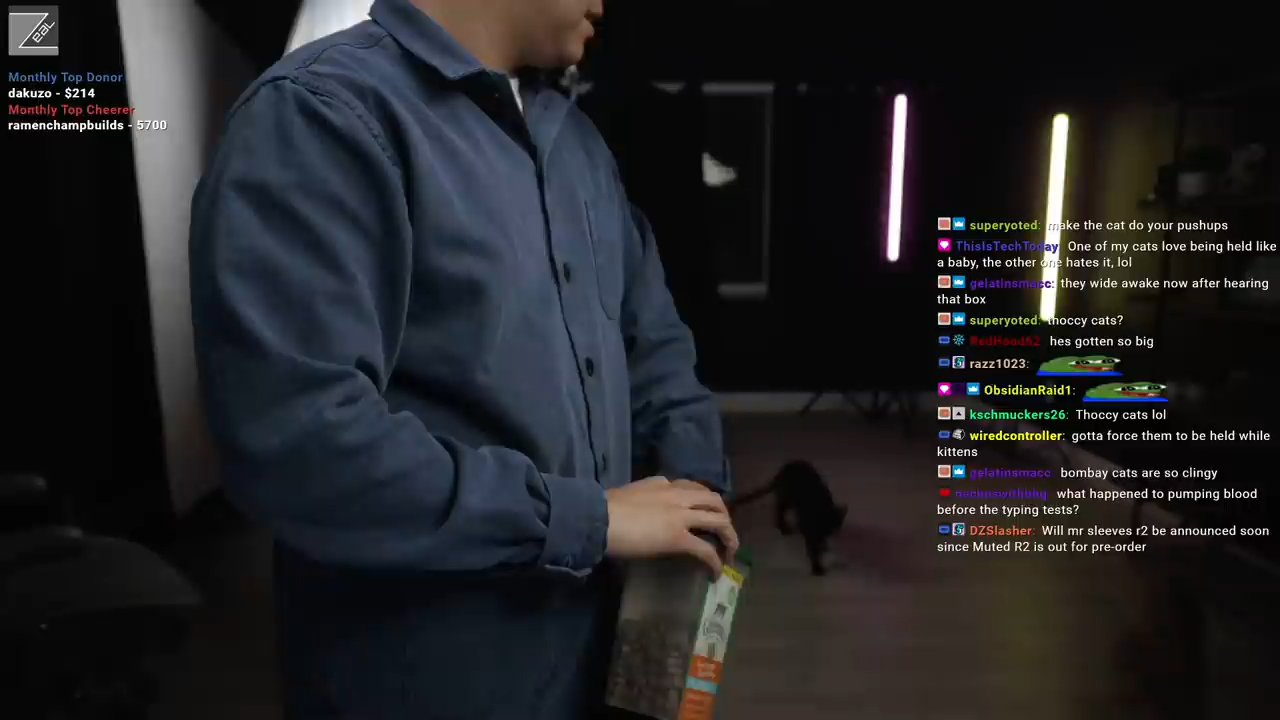 Zeal
Monthly Top Donor
dakuzo - $214
Monthly Top Cheerer
ramenchampbuilds - 5700
superyoted: make the cat do your pushups
ThisIsTechToday: One of my cats love being held like
a baby, the other one hates it, lol
gelatinsmacc: they wide awake now after hearing
that box
superyoted: thoccy cats?
RedHoud62 hes gotten so big
razz1023:
ObsidianRaid1:
kschmuckers26: Thoccy cats lol
wiredcontroller: gotta force them to be held while
kittens
gelatinsmacc bombay cats are so clingy
what happened to pumping blood
before the typing tests?
DZSlasher: Will mr sleeves r2 be announced soon
since Muted R2 is out for pre-order